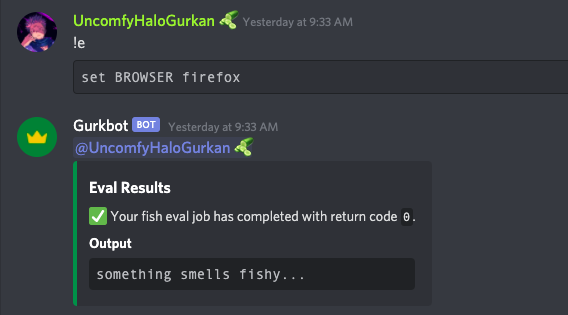 UncomfyHaloGurkan Yesterday at 9:33 AM
!e
set BROWSER firefox
Gurkbot BOT Yesterday at 9:33 AM
@UncomfyHaloGurkan
Eval Results
✅ Your fish eval job has completed with return code 0.
Output
something smells fishy...